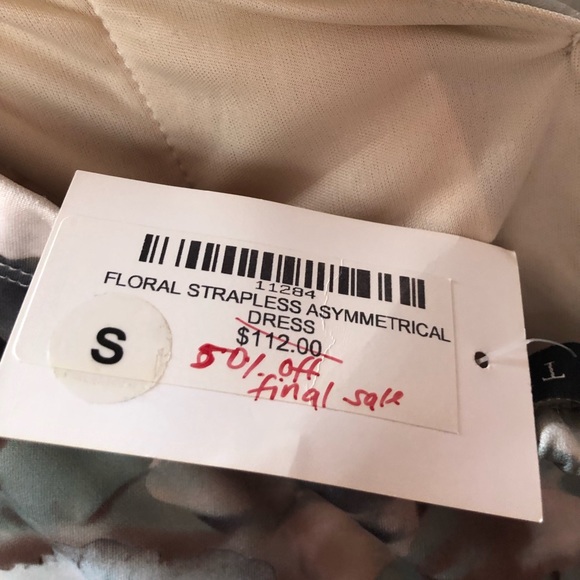 11284
FLORAL STRAPLESS ASYMMETRICAL
DRESS
$112.00
S
50% off
final sale